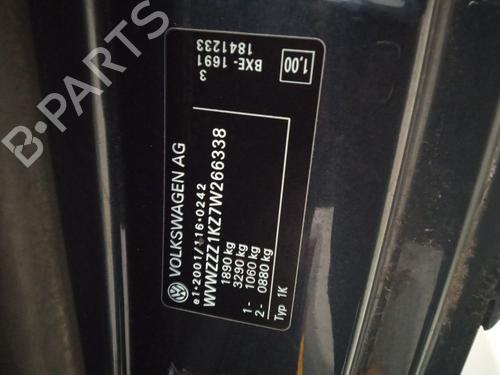 VOLKSWAGEN AG
e1*2001/116*0242
WVWZZZ1KZ7W266338
1890 kg
3290 kg
1- 1060 kg
2- 0880 kg
Typ 1K
3
BXE-1691
1841233
1,00
B-PARTS